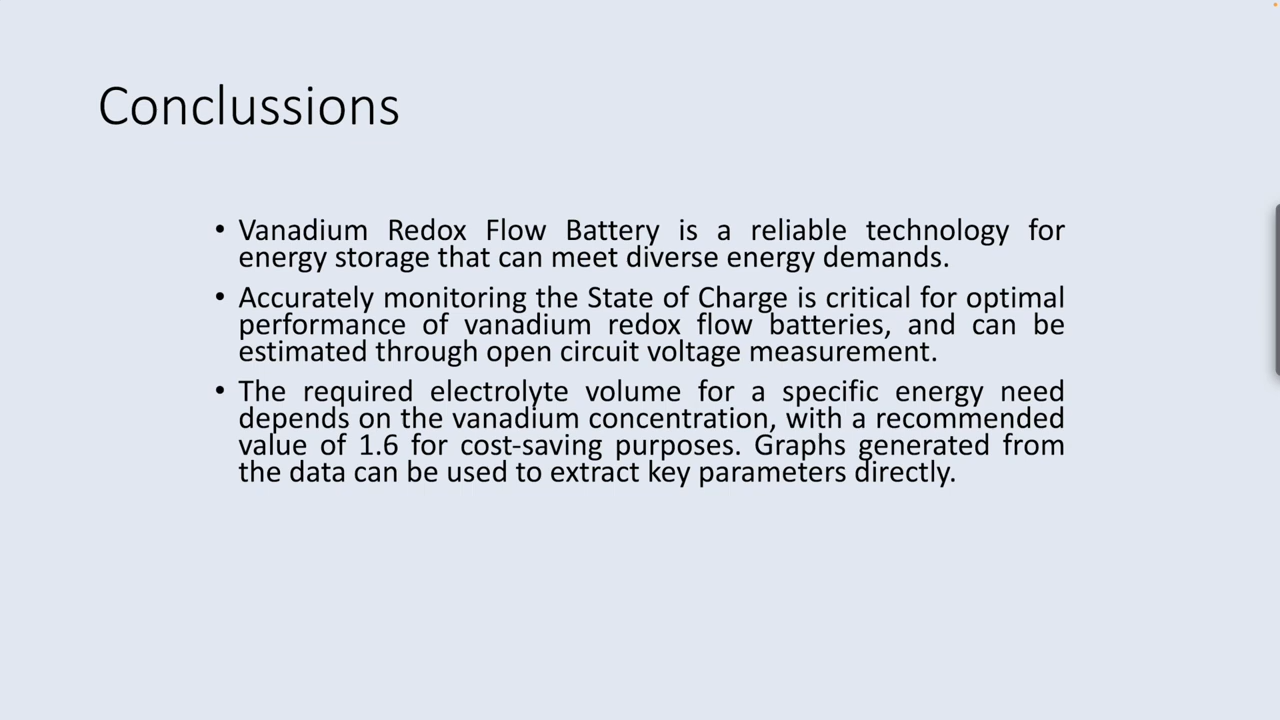 Conclussions
• Vanadium Redox Flow Battery is a reliable technology for
energy storage that can meet diverse energy demands.
• Accurately monitoring the State of Charge is critical for optimal
performance of vanadium redox flow batteries, and can be
estimated through open circuit voltage measurement.
• The required electrolyte volume for a specific energy need
depends on the vanadium concentration, with a recommended
value of 1.6 for cost-saving purposes. Graphs generated from
the data can be used to extract key parameters directly.